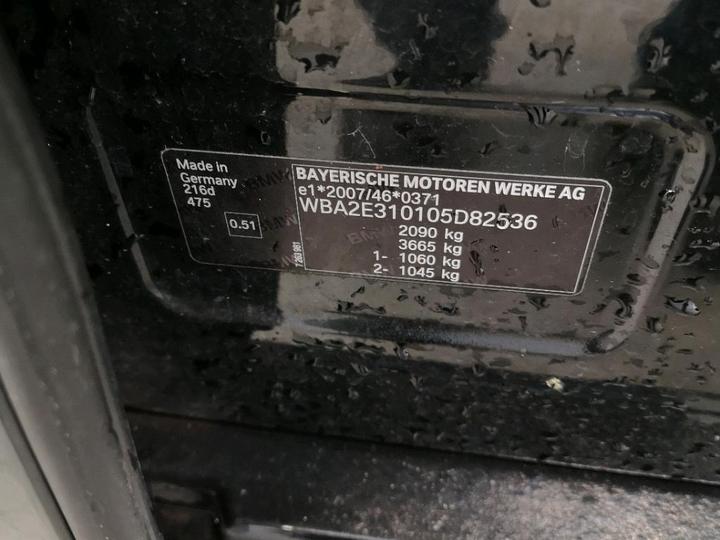 Made in
Germany
216d
475
0.51
BAYERISCHE MOTOREN WERKE AG
e1*2007/46*0371
WBA2E310105D82536
2090 kg
3665 kg
1- 1060 kg
2- 1045 kg